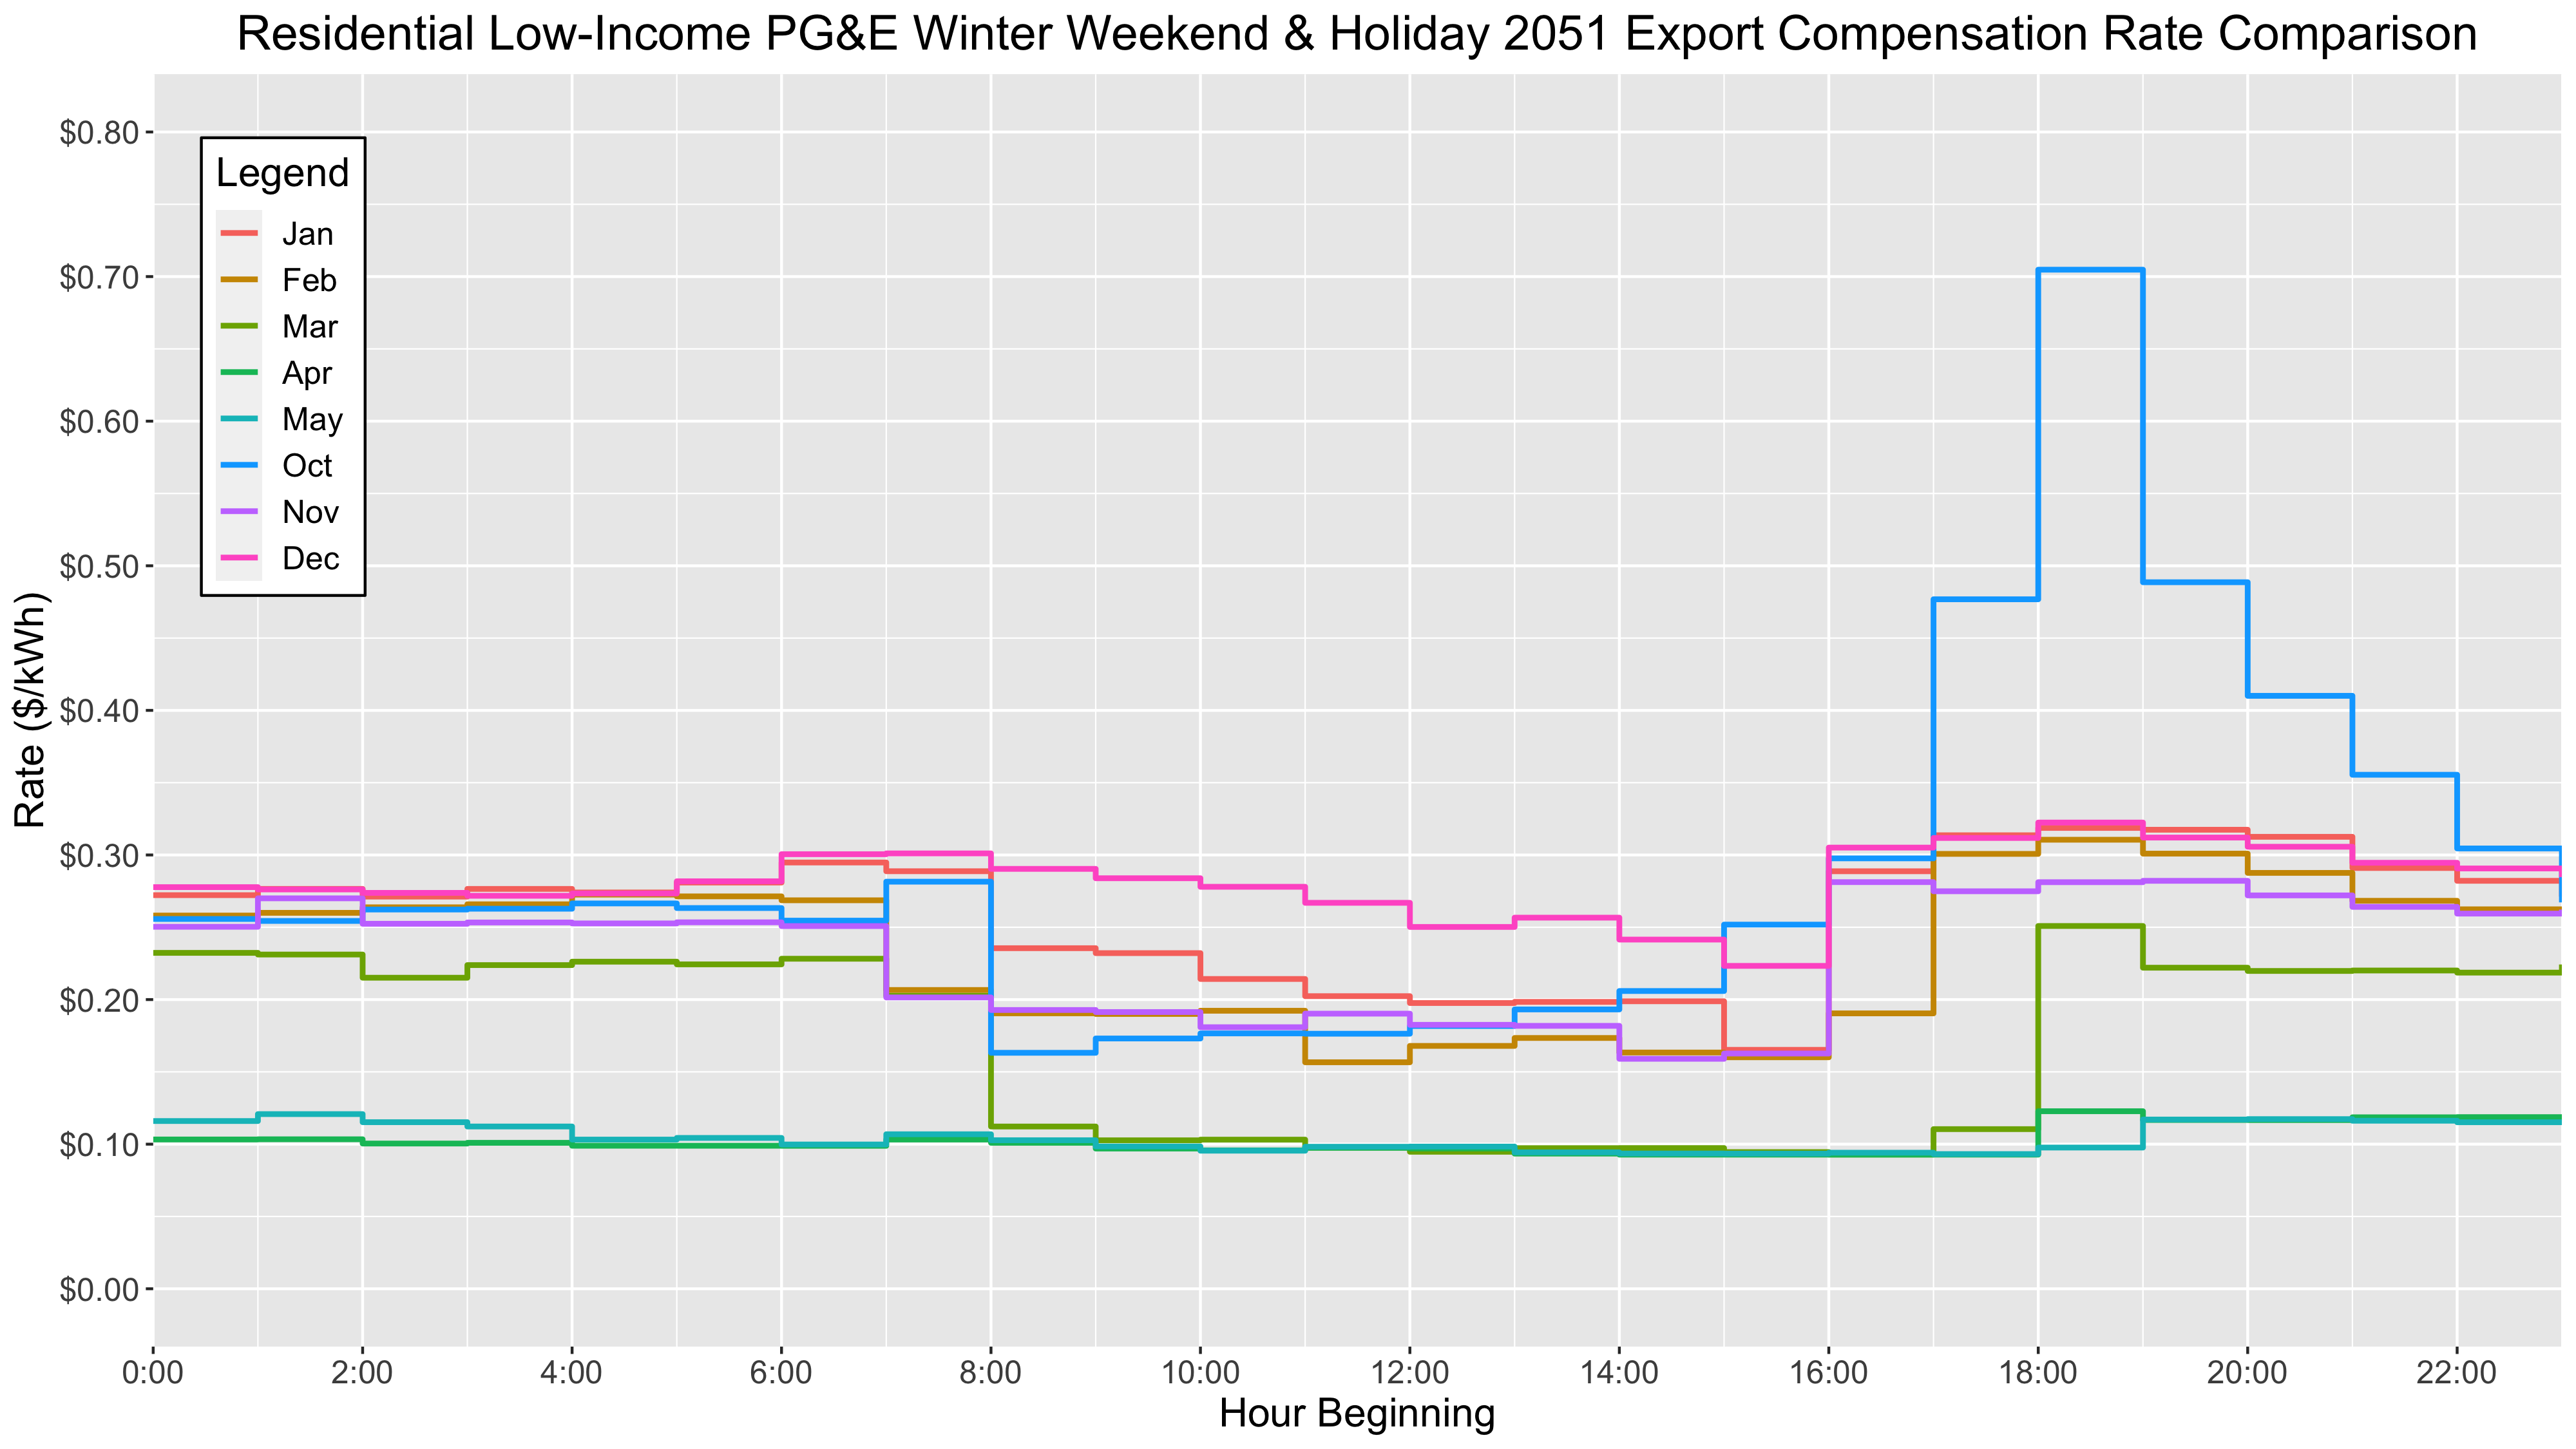 Residential Low-Income PG&E Winter Weekend & Holiday 2051 Export Compensation Rate Comparison
Rate ($/kWh)
$0.80
$0.70
$0.60
$0.50
$0.40
$0.30
$0.20
$0.10
$0.00
Legend
Jan
Feb
Mar
Apr
May
Oct
Nov
Dec
0:00 2:00 4:00 6:00 8:00 10:00 12:00 14:00 16:00 18:00 20:00 22:00
Hour Beginning